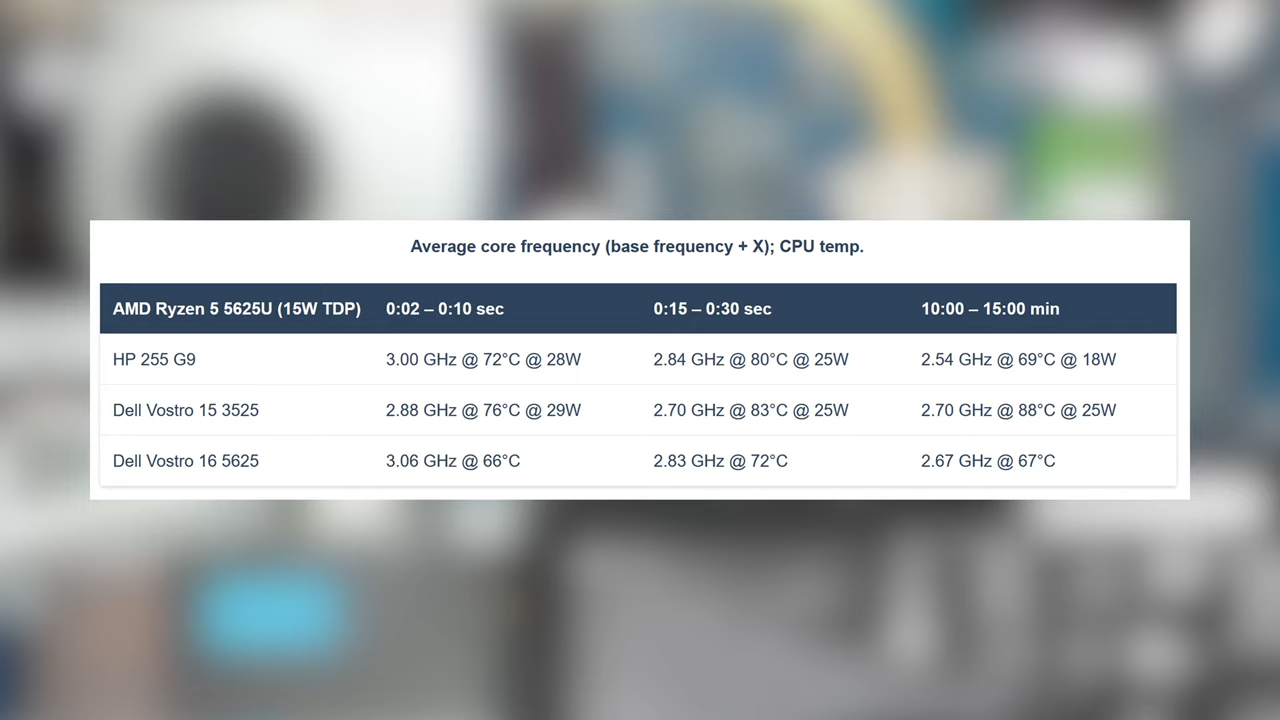 Average core frequency (base frequency + X); CPU temp.
AMD Ryzen 5 5625U (15W TDP) 0:02 – 0:10 sec 0:15 – 0:30 sec 10:00 – 15:00 min
HP 255 G9 3.00 GHz @ 72°C @ 28W 2.84 GHz @ 80°C @ 25W 2.54 GHz @ 69°C @ 18W
Dell Vostro 15 3525 2.88 GHz @ 76°C @ 29W 2.70 GHz @ 83°C @ 25W 2.70 GHz @ 88°C @ 25W
Dell Vostro 16 5625 3.06 GHz @ 66°C 2.83 GHz @ 72°C 2.67 GHz @ 67°C